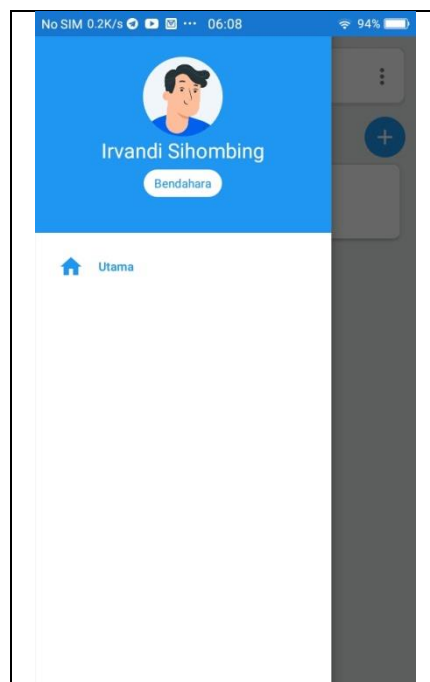 No SIM 0.2K/s ••• 06:08 94%
Irvandi Sihombing
Bendahara
Utama